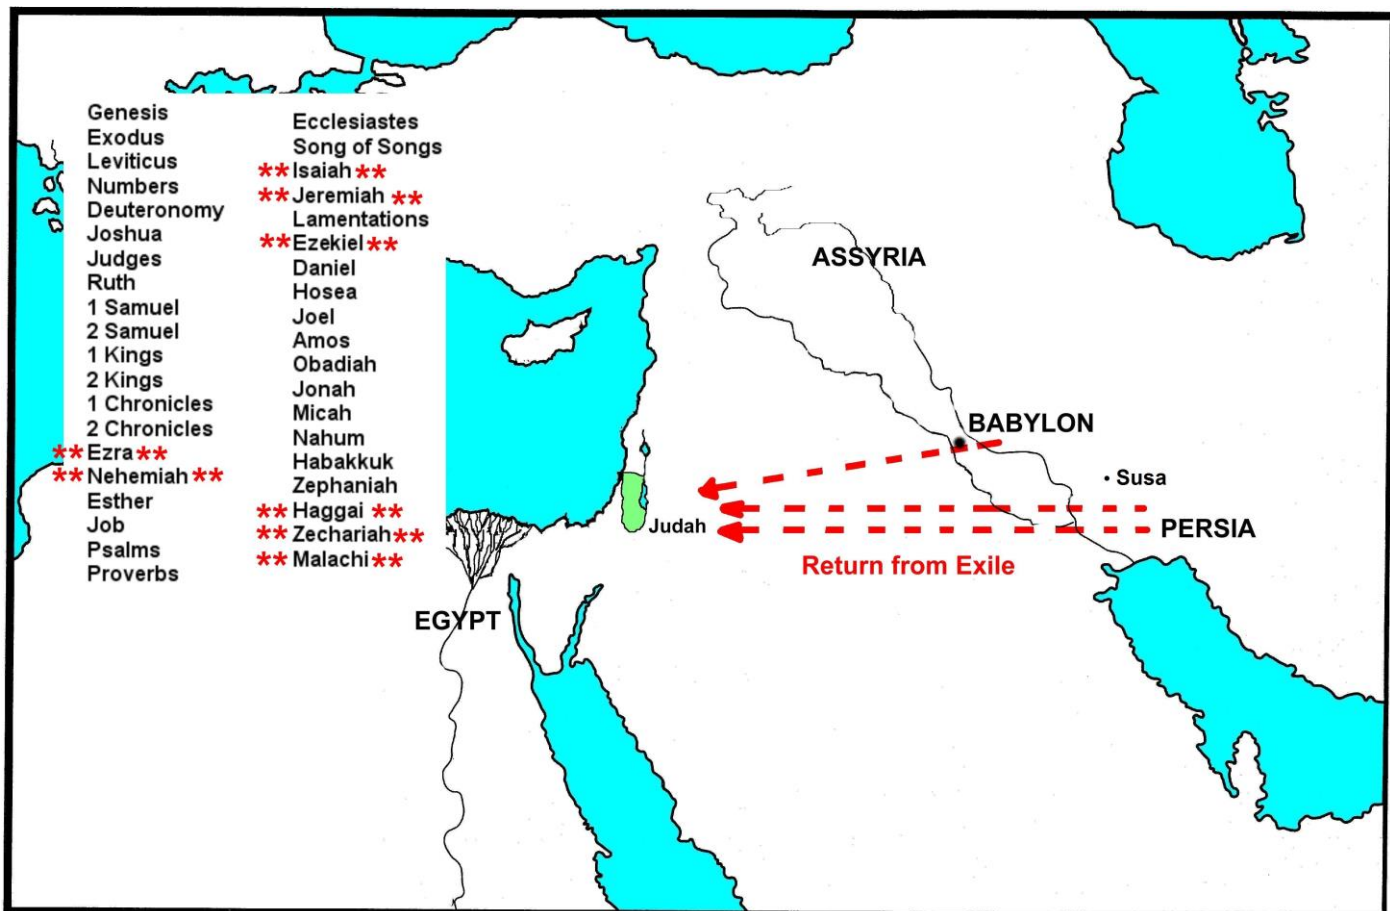 Genesis
Exodus
Leviticus
Numbers
Deuteronomy
Joshua
Judges
Ruth
1 Samuel
2 Samuel
1 Kings
2 Kings
1 Chronicles
2 Chronicles
**Ezra**
**Nehemiah**
Esther
Job
Psalms
Proverbs
Ecclesiastes
Song of Songs
**Isaiah**
**Jeremiah**
Lamentations
**Ezekiel**
Daniel
Hosea
Joel
Amos
Obadiah
Jonah
Micah
Nahum
Habakkuk
Zephaniah
**Haggai**
**Zechariah**
**Malachi**
ASSYRIA
BABYLON
Susa
Judah
PERSIA
Return from Exile
EGYPT